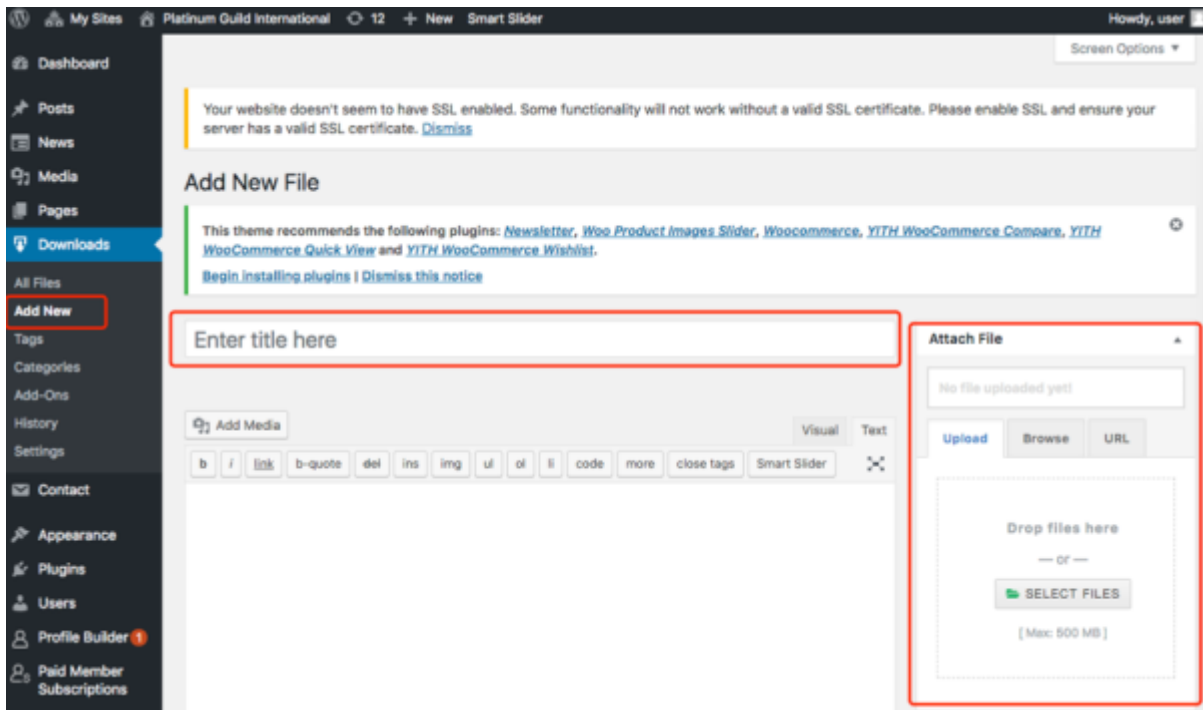 My Sites Platinum Guild International 12 New Smart Slider Howdy, user
Screen Options
Dashboard
Posts
News
Media
Pages
Downloads
All Files
Add New
Tags
Categories
Add-Ons
History
Settings
Contact
Appearance
Plugins
Users
Profile Builder 1
Paid Member
Subscriptions
Your website doesn't seem to have SSL enabled. Some functionality will not work without a valid SSL certificate. Please enable SSL and ensure your
server has a valid SSL certificate. Dismiss
Add New File
This theme recommends the following plugins: Newsletter, Woo Product Images Slider, Woocommerce, YITH WooCommerce Compare, YITH
WooCommerce Quick View and YITH WooCommerce Wishlist.
Begin installing plugins | Dismiss this notice
Enter title here
Add Media
Visual Text
b i link b-quote del ins img ul ol li code more close tags Smart Slider
Attach File
No file uploaded yet!
Upload Browse URL
Drop files here
— or —
SELECT FILES
[ Max: 500 MB ]